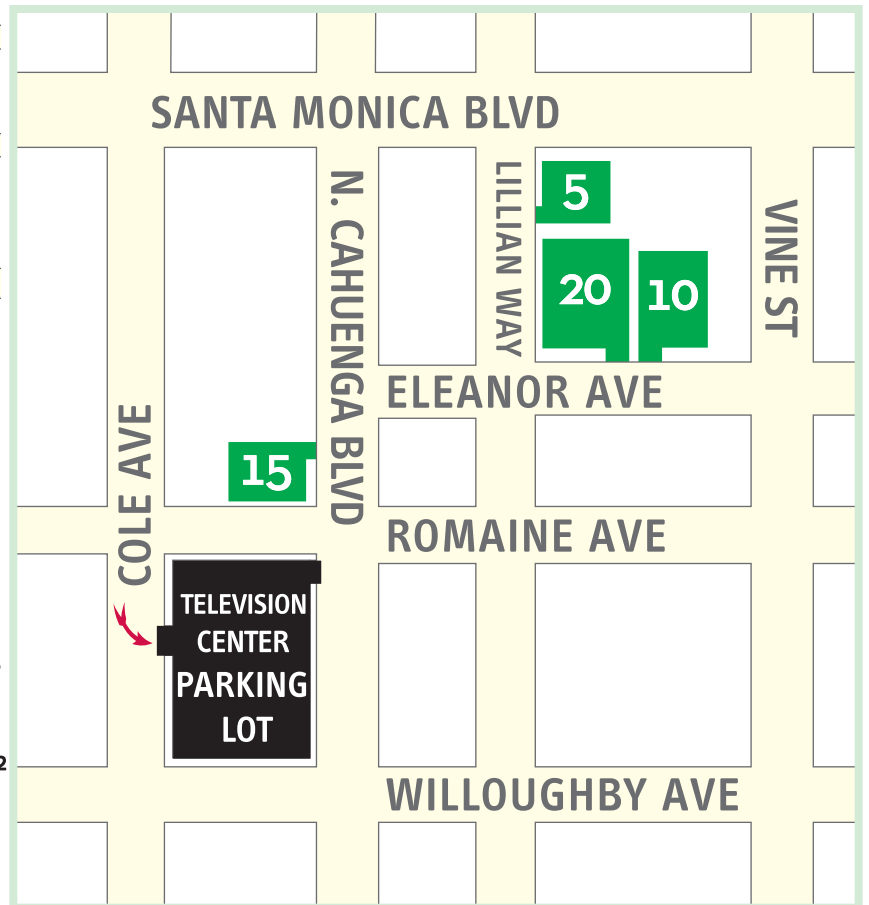 SANTA MONICA BLVD
N. CAHUENGA BLVD
LILLIAN WAY
VINE ST
5
20
10
ELEANOR AVE
COLE AVE
15
ROMAINE AVE
TELEVISION
CENTER
PARKING
LOT
2
WILLOUGHBY AVE